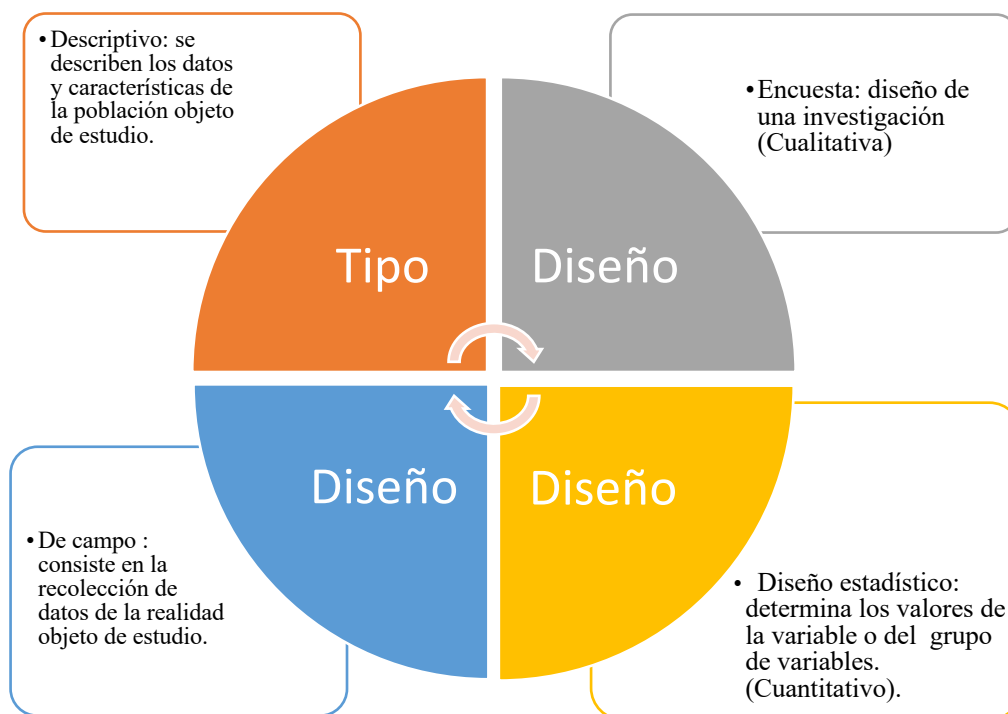 • Descriptivo: se
describen los datos
y características de
la población objeto
de estudio.
• Encuesta: diseño de
una investigación
(Cualitativa)
Tipo
Diseño
Diseño
Diseño
• De campo :
consiste en la
recolección de
datos de la realidad
objeto de estudio.
• Diseño estadístico:
determina los valores de
la variable o del grupo
de variables.
(Cuantitativo).